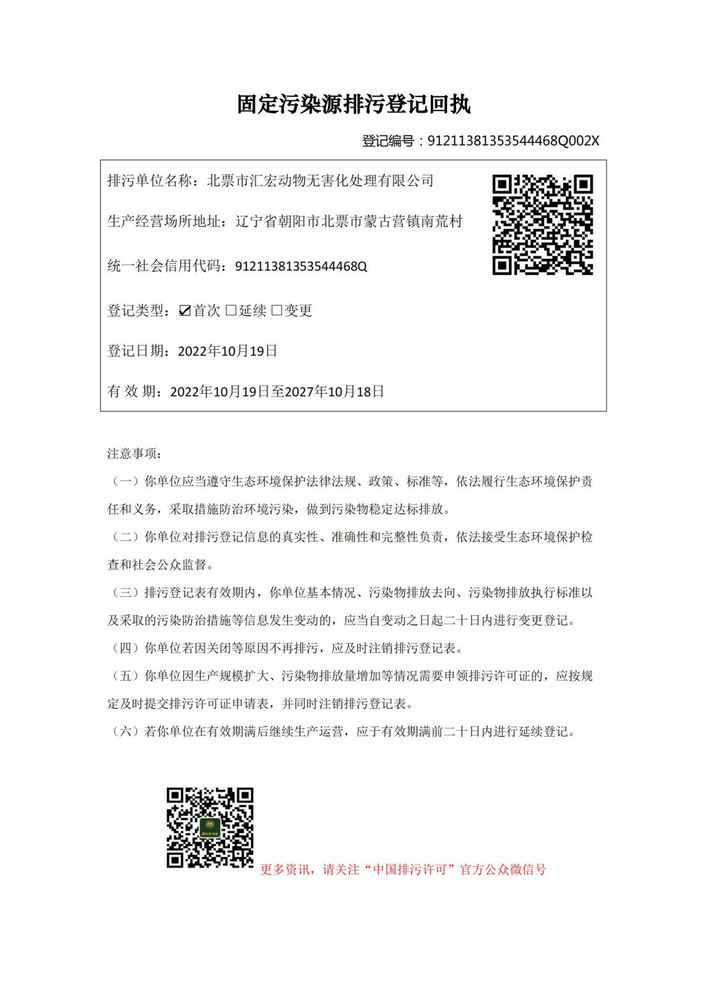 固定污染源排污登记回执
登记编号：91211381353544468Q002X
排污单位名称：北票市汇宏动物无害化处理有限公司
生产经营场所地址：辽宁省朝阳市北票市蒙古营镇南荒村
统一社会信用代码：91211381353544468Q
登记类型：☑首次 □延续 □变更
登记日期：2022年10月19日
有 效 期：2022年10月19日至2027年10月18日
注意事项：
（一）你单位应当遵守生态环境保护法律法规、政策、标准等，依法履行生态环境保护责
任和义务，采取措施防治环境污染，做到污染物稳定达标排放。
（二）你单位对排污登记信息的真实性、准确性和完整性负责，依法接受生态环境保护检
查和社会公众监督。
（三）排污登记表有效期内，你单位基本情况、污染物排放去向、污染物排放执行标准以
及采取的污染防治措施等信息发生变动的，应当自变动之日起二十日内进行变更登记。
（四）你单位若因关闭等原因不再排污，应及时注销排污登记表。
（五）你单位因生产规模扩大、污染物排放量增加等情况需要申领排污许可证的，应按规
定及时提交排污许可证申请表，并同时注销排污登记表。
（六）若你单位在有效期满后继续生产运营，应于有效期满前二十日内进行延续登记。
排污许可证
更多资讯，请关注“中国排污许可”官方公众微信号